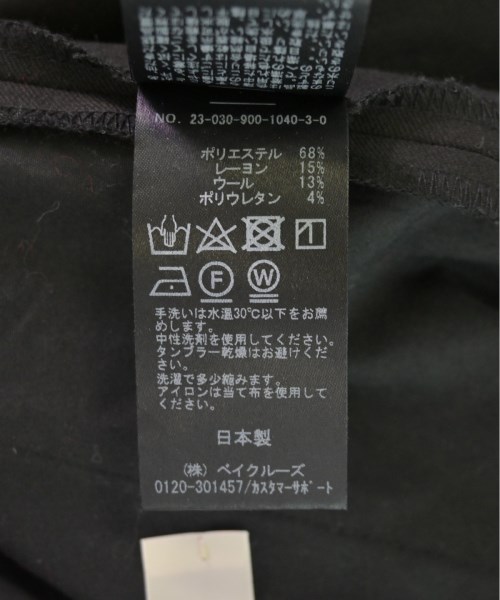 NO. 23-030-900-1040-3-0
ポリエステル 68%
レーヨン 15%
ウール 13%
ポリウレタン 4%
F W
手洗いは水温30℃以下をお薦
めします。
中性洗剤を使用してください。
タンブラー乾燥はお避けくだ
さい。
洗濯で多少縮みます。
アイロンは当て布を使用して
ください。
日本製
(株) ベイクルーズ
0120-301457/カスタマーサポート